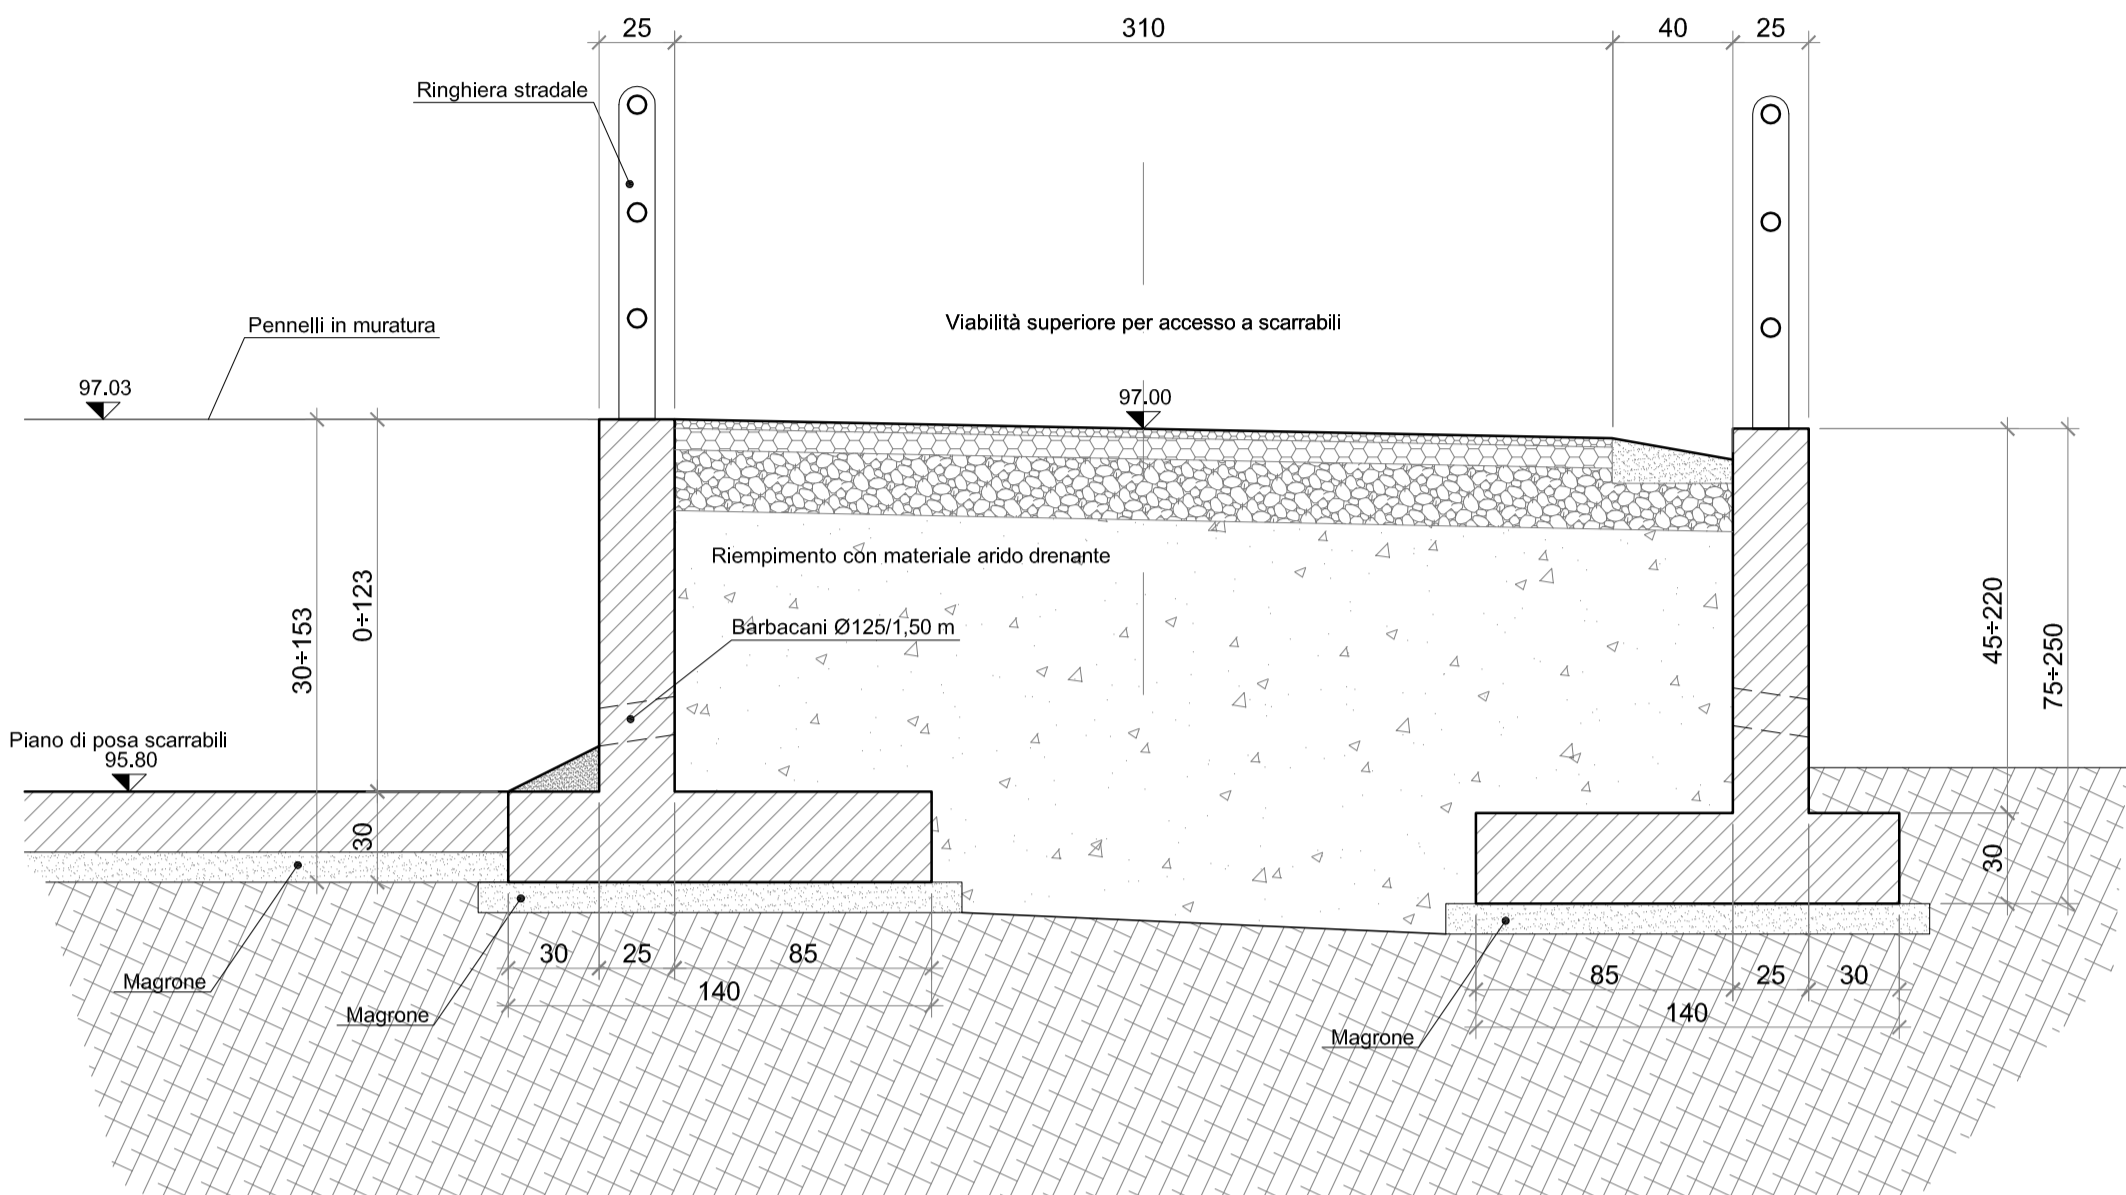 25
310
40
25
Ringhiera stradale
Pennelli in muratura
Viabilità superiore per accesso a scarrabili
97.03
97.00
Riempimento con materiale arido drenante
30÷153
0÷123
Barbacani Ø125/1,50 m
45÷220
75÷250
Piano di posa scarrabili
95.80
30
30
30
25
85
140
85
25
30
140
Magrone
Magrone
Magrone